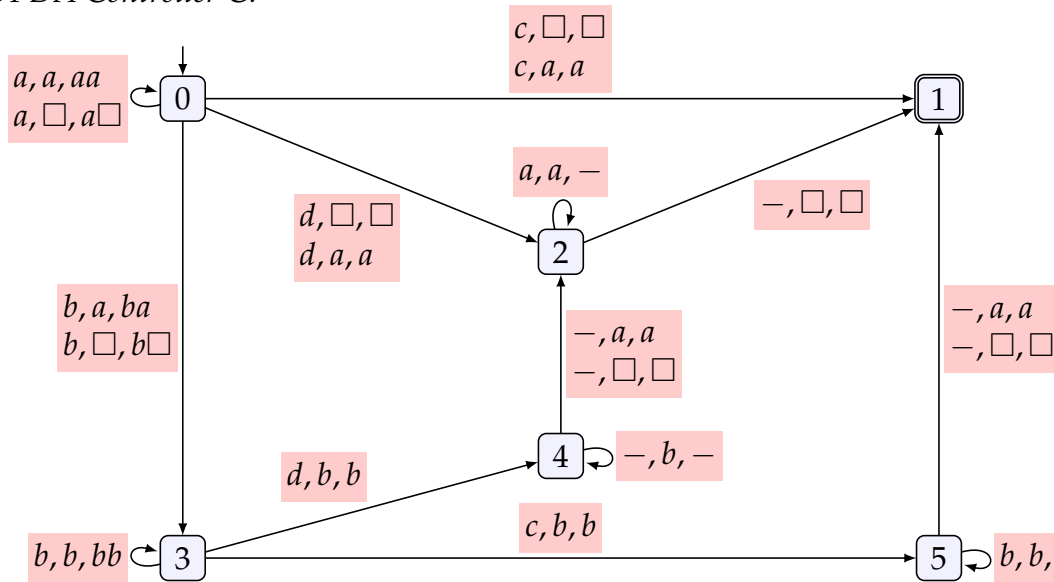 c, □, □
c, a, a
a, a, aa
a, □, a□
0
1
a, a, −
−, □, □
d, □, □
d, a, a
2
b, a, ba
b, □, b□
−, a, a
−, □, □
−, a, a
−, □, □
4
−, b, −
d, b, b
c, b, b
b, b, bb
3
5
b, b,